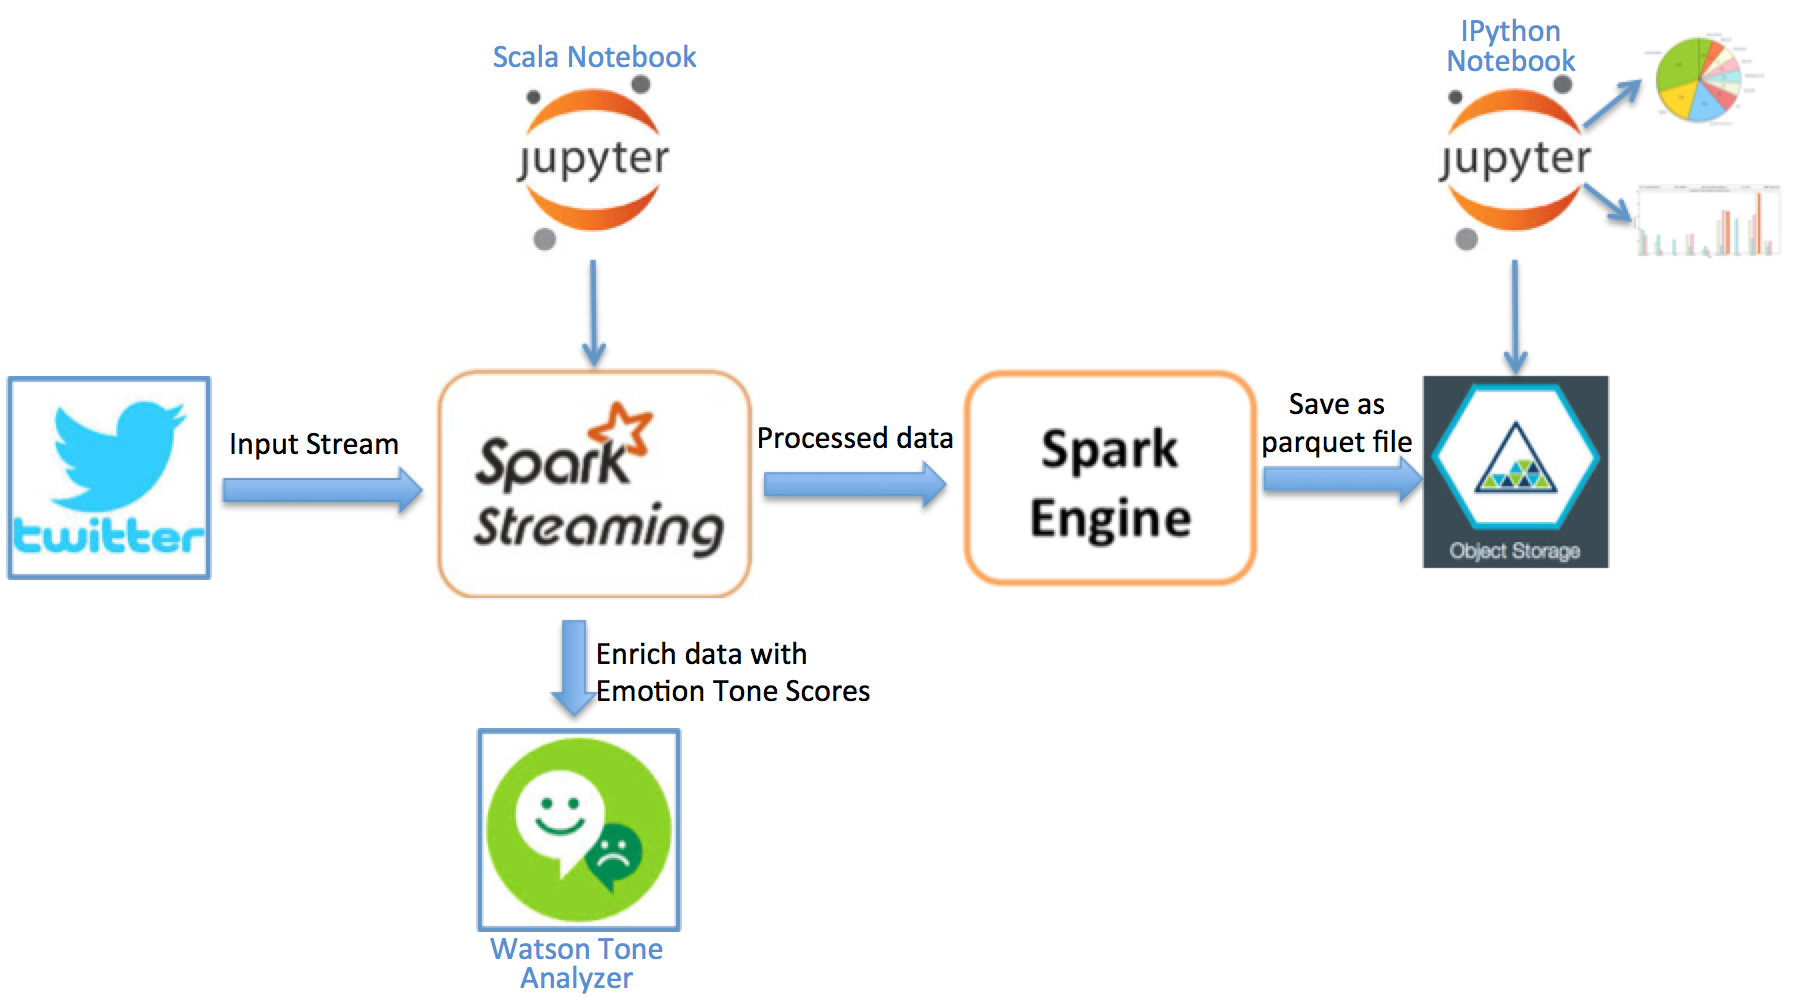 Scala Notebook
IPython
Notebook
jupyter
jupyter
Input Stream
twitter
Spark
Streaming
Processed data
Spark
Engine
Save as
parquet file
Object Storage
Enrich data with
Emotion Tone Scores
Watson Tone
Analyzer